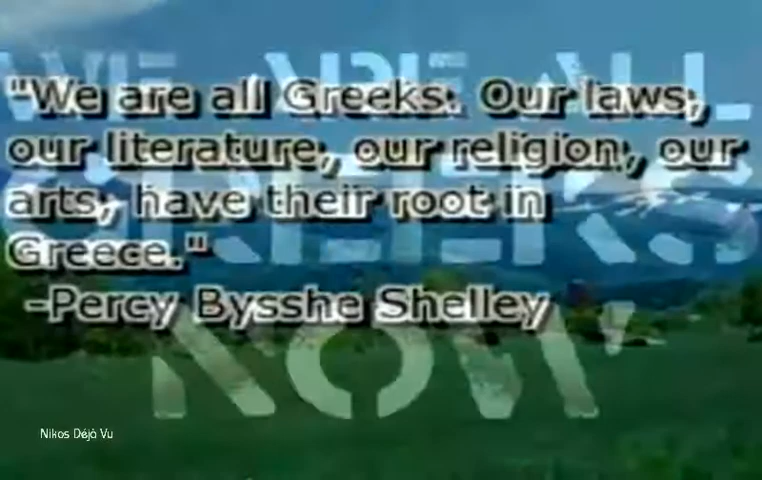 WE ARE ALL
"We are all Greeks. Our laws,
our literature, our religion, our
GREEKS
arts, have their root in
Greece."
-Percy Bysshe Shelley
NOW
Nikos Déjà Vu